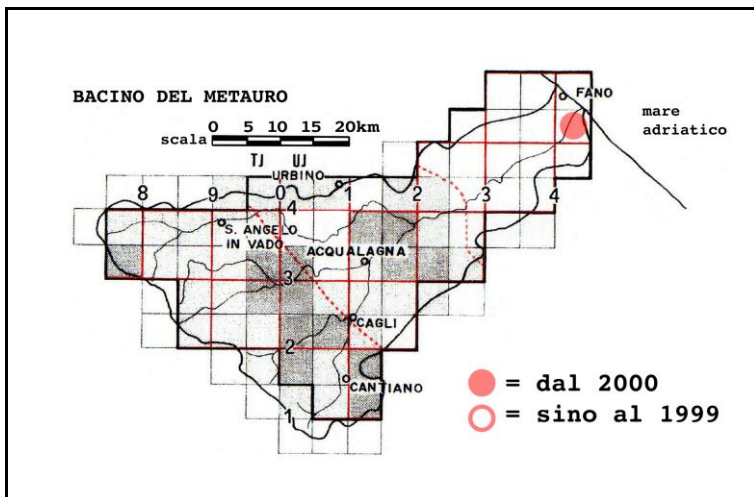 BACINO DEL METAURO
FANO
mare
adriatico
0 5 10 15 20km
scala
TJ UJ
URBINO
8 9 0 1 2 3 4
4
S. ANGELO
IN VADO
ACQUALAGNA
3
CAGLI
2
CANTIANO
1
= dal 2000
= sino al 1999